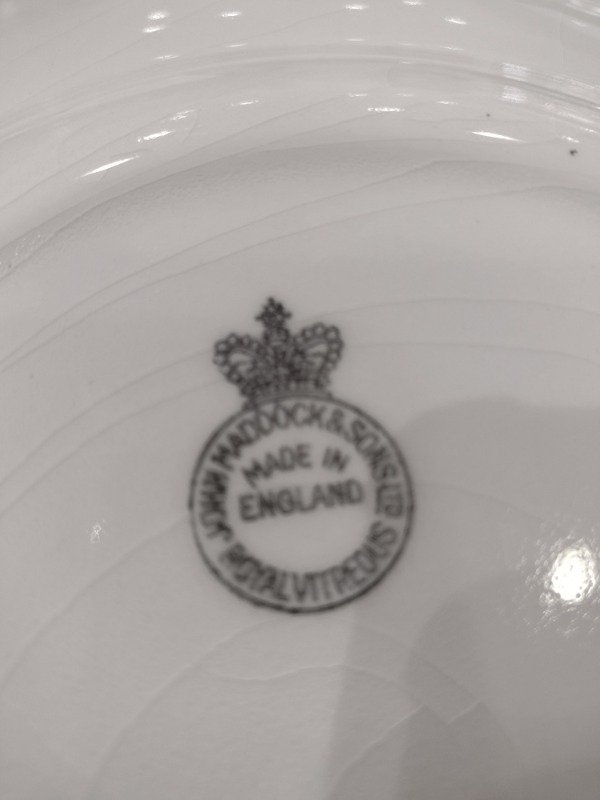 JOHN MADDOCK & SONS LTD
MADE IN
ENGLAND
ROYAL VITREOUS